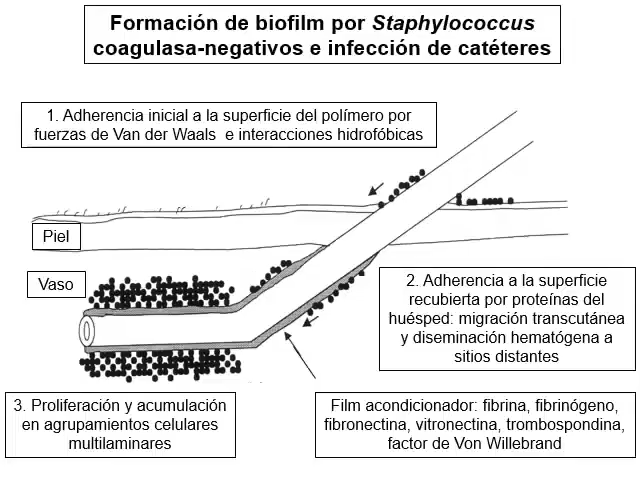 Formación de biofilm por Staphylococcus
coagulasa-negativos e infección de catéteres
1. Adherencia inicial a la superficie del polímero por
fuerzas de Van der Waals e interacciones hidrofóbicas
Piel
Vaso
2. Adherencia a la superficie
recubierta por proteínas del
huésped: migración transcutánea
y diseminación hematógena a
sitios distantes
3. Proliferación y acumulación
en agrupamientos celulares
multilaminares
Film acondicionador: fibrina, fibrinógeno,
fibronectina, vitronectina, trombospondina,
factor de Von Willebrand